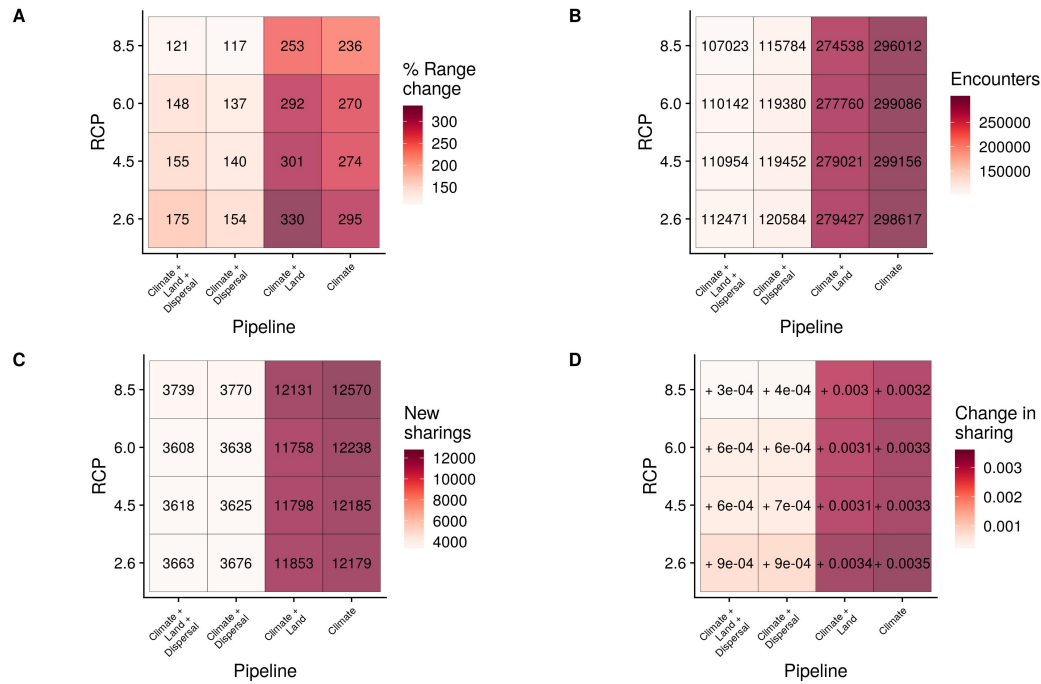 A
RCP
8.5
121 117 253 236
6.0
148 137 292 270
4.5
155 140 301 274
2.6
175 154 330 295
Climate +
Land +
Dispersal
Climate +
Dispersal
Climate +
Land
Climate
Pipeline
% Range
change
300
250
200
150
B
RCP
8.5
107023 115784 274538 296012
6.0
110142 119380 277760 299086
4.5
110954 119452 279021 299156
2.6
112471 120584 279427 298617
Climate +
Land +
Dispersal
Climate +
Dispersal
Climate +
Land
Climate
Pipeline
Encounters
250000
200000
150000
C
RCP
8.5
3739 3770 12131 12570
6.0
3608 3638 11758 12238
4.5
3618 3625 11798 12185
2.6
3663 3676 11853 12179
Climate +
Land +
Dispersal
Climate +
Dispersal
Climate +
Land
Climate
Pipeline
New
sharings
12000
10000
8000
6000
4000
D
RCP
8.5
+ 3e-04 + 4e-04 + 0.003 + 0.0032
6.0
+ 6e-04 + 6e-04 + 0.0031 + 0.0033
4.5
+ 6e-04 + 7e-04 + 0.0031 + 0.0033
2.6
+ 9e-04 + 9e-04 + 0.0034 + 0.0035
Climate +
Land +
Dispersal
Climate +
Dispersal
Climate +
Land
Climate
Pipeline
Change in
sharing
0.003
0.002
0.001